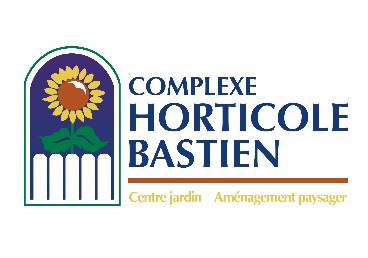 COMPLEXE
HORTICOLE
BASTIEN
Centre jardin Aménagement paysager